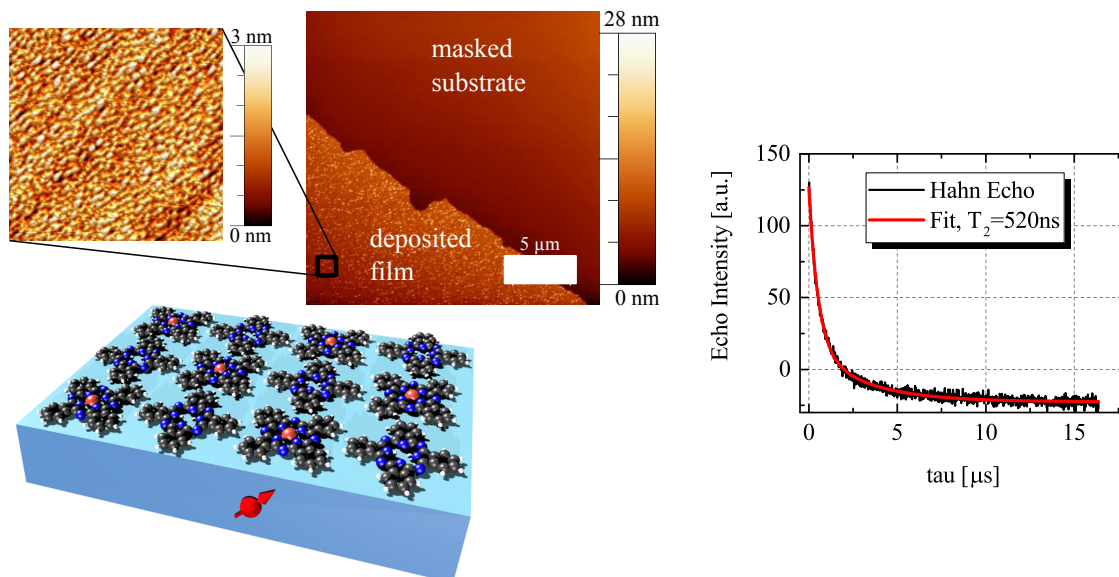 3 nm
0 nm
28 nm
masked
substrate
deposited
film
5 µm
0 nm
150
100
50
0
Echo Intensity [a.u.]
Hahn Echo
Fit, T₂=520ns
0
5
10
15
tau [µs]